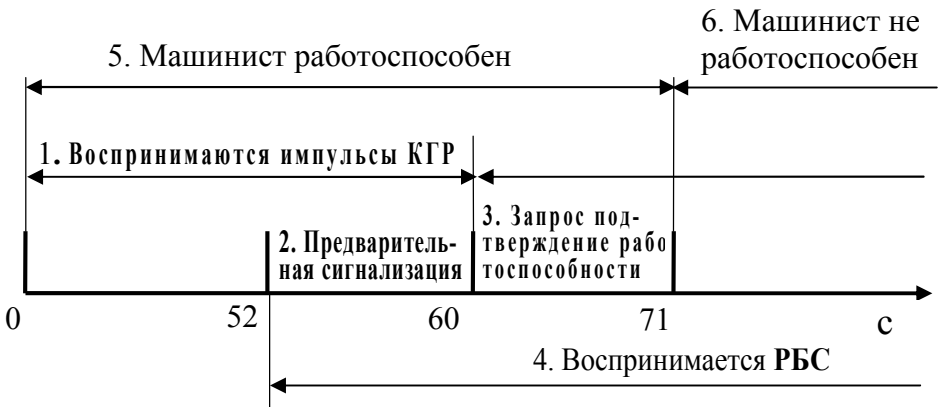 6. Машинист не
работоспособен
5. Машинист работоспособен
1. Воспринимаются импульсы КГР
2. Предваритель-
ная сигнализация
3. Запрос под-
тверждение рабо
тоспособности
0
52
60
71
с
4. Воспринимается РБС